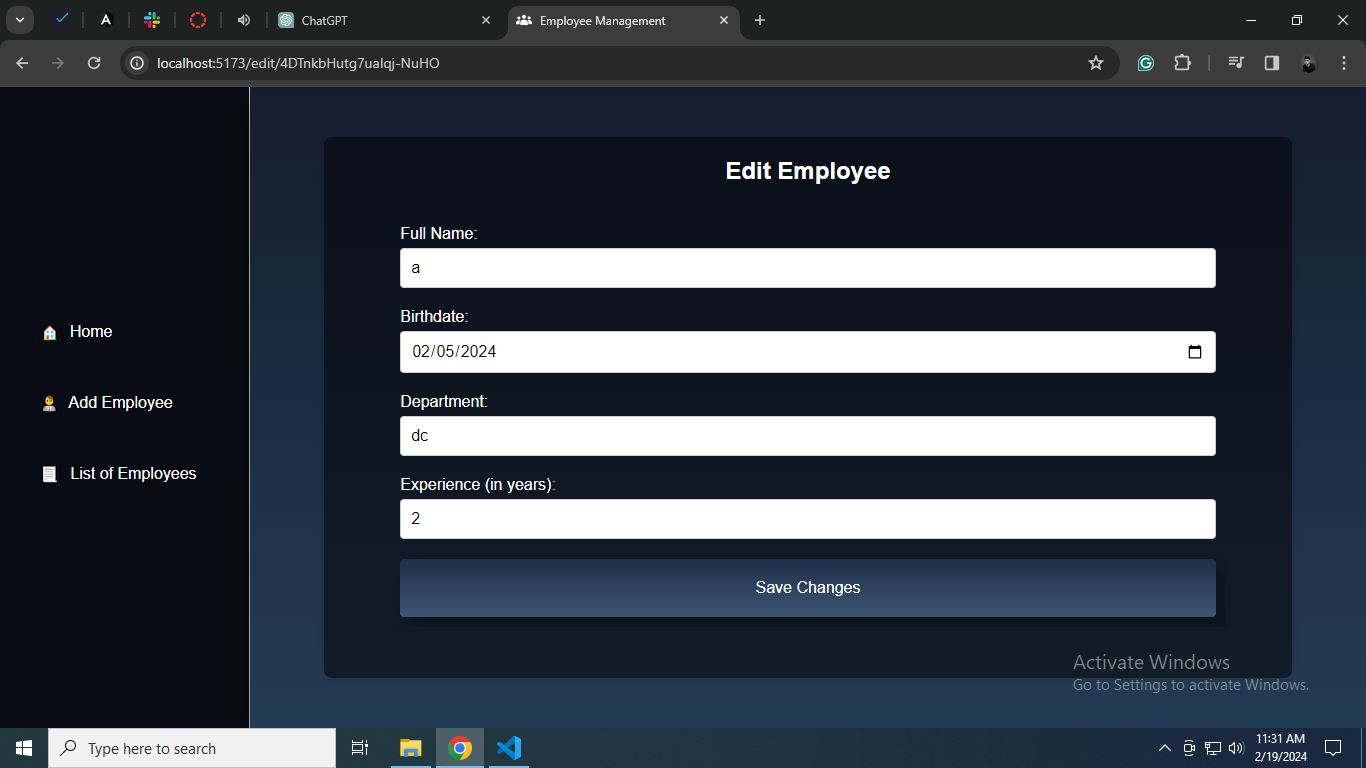 ChatGPT
Employee Management
localhost:5173/edit/4DTnkbHutg7ualqj-NuHO
Edit Employee
Full Name:
a
Birthdate:
02/05/2024
Department:
dc
Experience (in years):
2
Save Changes
Home
Add Employee
List of Employees
Activate Windows
Go to Settings to activate Windows.
Type here to search
11:31 AM
2/19/2024